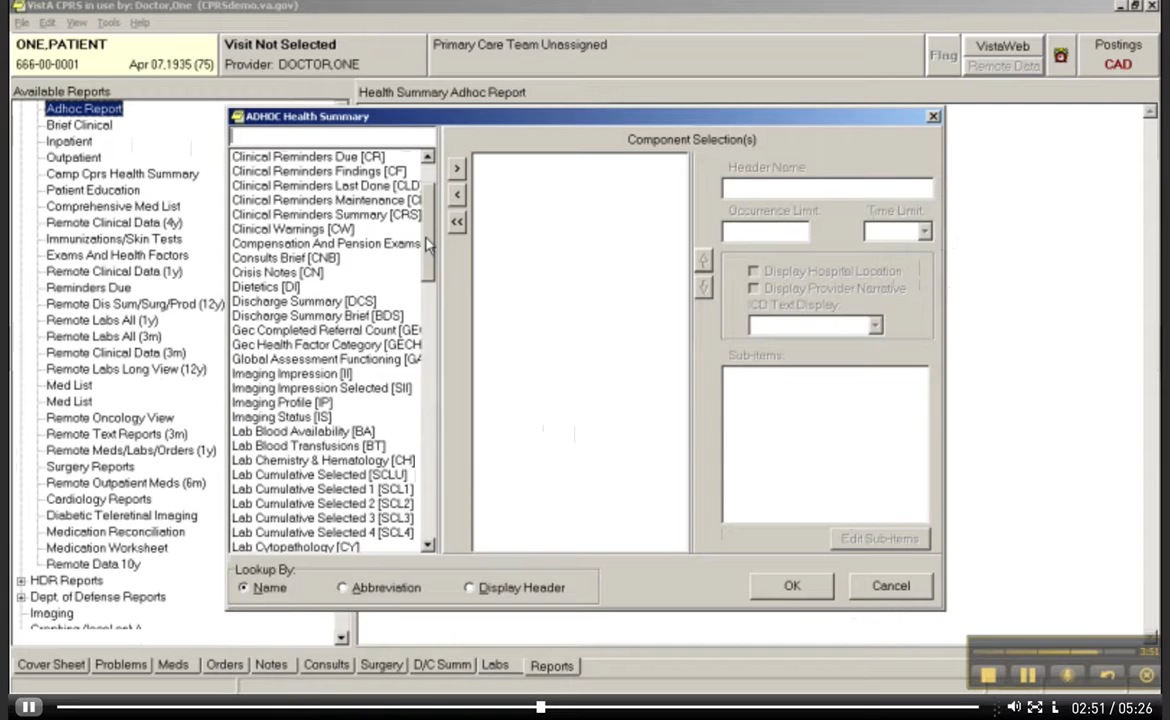 VistA CPRS in use by: Doctor,One (CPRSdemo.va.gov)
File Edit View Tools Help
ONE,PATIENT
666-00-0001 Apr 07,1935 (75)
Visit Not Selected
Provider: DOCTOR,ONE
Primary Care Team Unassigned
Flag
VistaWeb
Remote Data
Postings
CAD
Available Reports
Health Summary Adhoc Report
Adhoc Report
Brief Clinical
Inpatient
Outpatient
Camp Cprs Health Summary
Patient Education
Comprehensive Med List
Remote Clinical Data (4y)
Immunizations/Skin Tests
Exams And Health Factors
Remote Clinical Data (1y)
Reminders Due
Remote Dis Sum/Surg/Prod (12y)
Remote Labs All (1y)
Remote Labs All (3m)
Remote Clinical Data (3m)
Remote Labs Long View (12y)
Med List
Med List
Remote Oncology View
Remote Text Reports (3m)
Remote Meds/Labs/Orders (1y)
Surgery Reports
Remote Outpatient Meds (6m)
Cardiology Reports
Diabetic Teleretinal Imaging
Medication Reconciliation
Medication Worksheet
Remote Data 10y
HDR Reports
Dept. of Defense Reports
Imaging
ADHOC Health Summary
Clinical Reminders Due [CR]
Clinical Reminders Findings [CF]
Clinical Reminders Last Done [CLD
Clinical Reminders Maintenance [C
Clinical Reminders Summary [CRS]
Clinical Warnings [CW]
Compensation And Pension Exams
Consults Brief [CNB]
Crisis Notes [CN]
Dietetics [DI]
Discharge Summary [DCS]
Discharge Summary Brief [BDS]
Gec Completed Referral Count [GE
Gec Health Factor Category [GECH
Global Assessment Functioning [GA
Imaging Impression [II]
Imaging Impression Selected [SII]
Imaging Profile [IP]
Imaging Status [IS]
Lab Blood Availability [BA]
Lab Blood Transfusions [BT]
Lab Chemistry & Hematology [CH]
Lab Cumulative Selected [SCLU]
Lab Cumulative Selected 1 [SCL1]
Lab Cumulative Selected 2 [SCL2]
Lab Cumulative Selected 3 [SCL3]
Lab Cumulative Selected 4 [SCL4]
Lab Cytopathology [CY]
>
<
<<
Component Selection(s)
Header Name
Occurrence Limit: Time Limit:
Display Hospital Location
Display Provider Narrative
ICD Text Display:
Sub-items:
Edit Sub-items
Lookup By:
Name Abbreviation Display Header
OK Cancel
Cover Sheet Problems Meds Orders Notes Consults Surgery D/C Summ Labs Reports
3:51
02:51 / 05:26